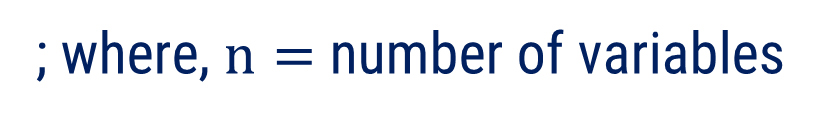 ; where, n = number of variables